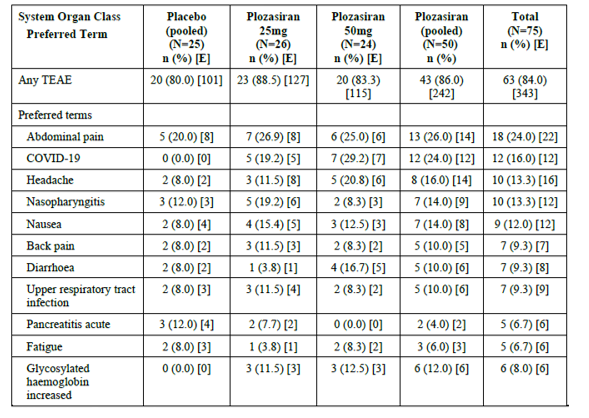 System Organ Class Preferred Term | Placebo (pooled) (N=25) n (%) [E] | Plozasiran 25mg (N=26) n (%) [E] | Plozasiran 50mg (N=24) n (%) [E] | Plozasiran (pooled) (N=50) n (%) | Total (N=75) n (%) [E]
Any TEAE | 20 (80.0) [101] | 23 (88.5) [127] | 20 (83.3) [115] | 43 (86.0) [242] | 63 (84.0) [343]
Preferred terms
Abdominal pain | 5 (20.0) [8] | 7 (26.9) [8] | 6 (25.0) [6] | 13 (26.0) [14] | 18 (24.0) [22]
COVID-19 | 0 (0.0) [0] | 5 (19.2) [5] | 7 (29.2) [7] | 12 (24.0) [12] | 12 (16.0) [12]
Headache | 2 (8.0) [2] | 3 (11.5) [8] | 5 (20.8) [6] | 8 (16.0) [14] | 10 (13.3) [16]
Nasopharyngitis | 3 (12.0) [3] | 5 (19.2) [6] | 2 (8.3) [3] | 7 (14.0) [9] | 10 (13.3) [12]
Nausea | 2 (8.0) [4] | 4 (15.4) [5] | 3 (12.5) [3] | 7 (14.0) [8] | 9 (12.0) [12]
Back pain | 2 (8.0) [2] | 3 (11.5) [3] | 2 (8.3) [2] | 5 (10.0) [5] | 7 (9.3) [7]
Diarrhoea | 2 (8.0) [2] | 1 (3.8) [1] | 4 (16.7) [5] | 5 (10.0) [6] | 7 (9.3) [8]
Upper respiratory tract infection | 2 (8.0) [3] | 3 (11.5) [4] | 2 (8.3) [2] | 5 (10.0) [6] | 7 (9.3) [9]
Pancreatitis acute | 3 (12.0) [4] | 2 (7.7) [2] | 0 (0.0) [0] | 2 (4.0) [2] | 5 (6.7) [6]
Fatigue | 2 (8.0) [3] | 1 (3.8) [1] | 2 (8.3) [2] | 3 (6.0) [3] | 5 (6.7) [6]
Glycosylated haemoglobin increased | 0 (0.0) [0] | 3 (11.5) [3] | 3 (12.5) [3] | 6 (12.0) [6] | 6 (8.0) [6]